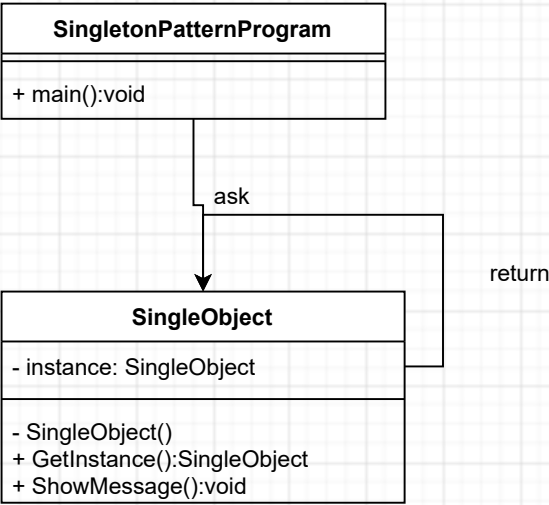 SingletonPatternProgram
+ main():void
ask
return
SingleObject
- instance: SingleObject
- SingleObject()
+ GetInstance():SingleObject
+ ShowMessage():void